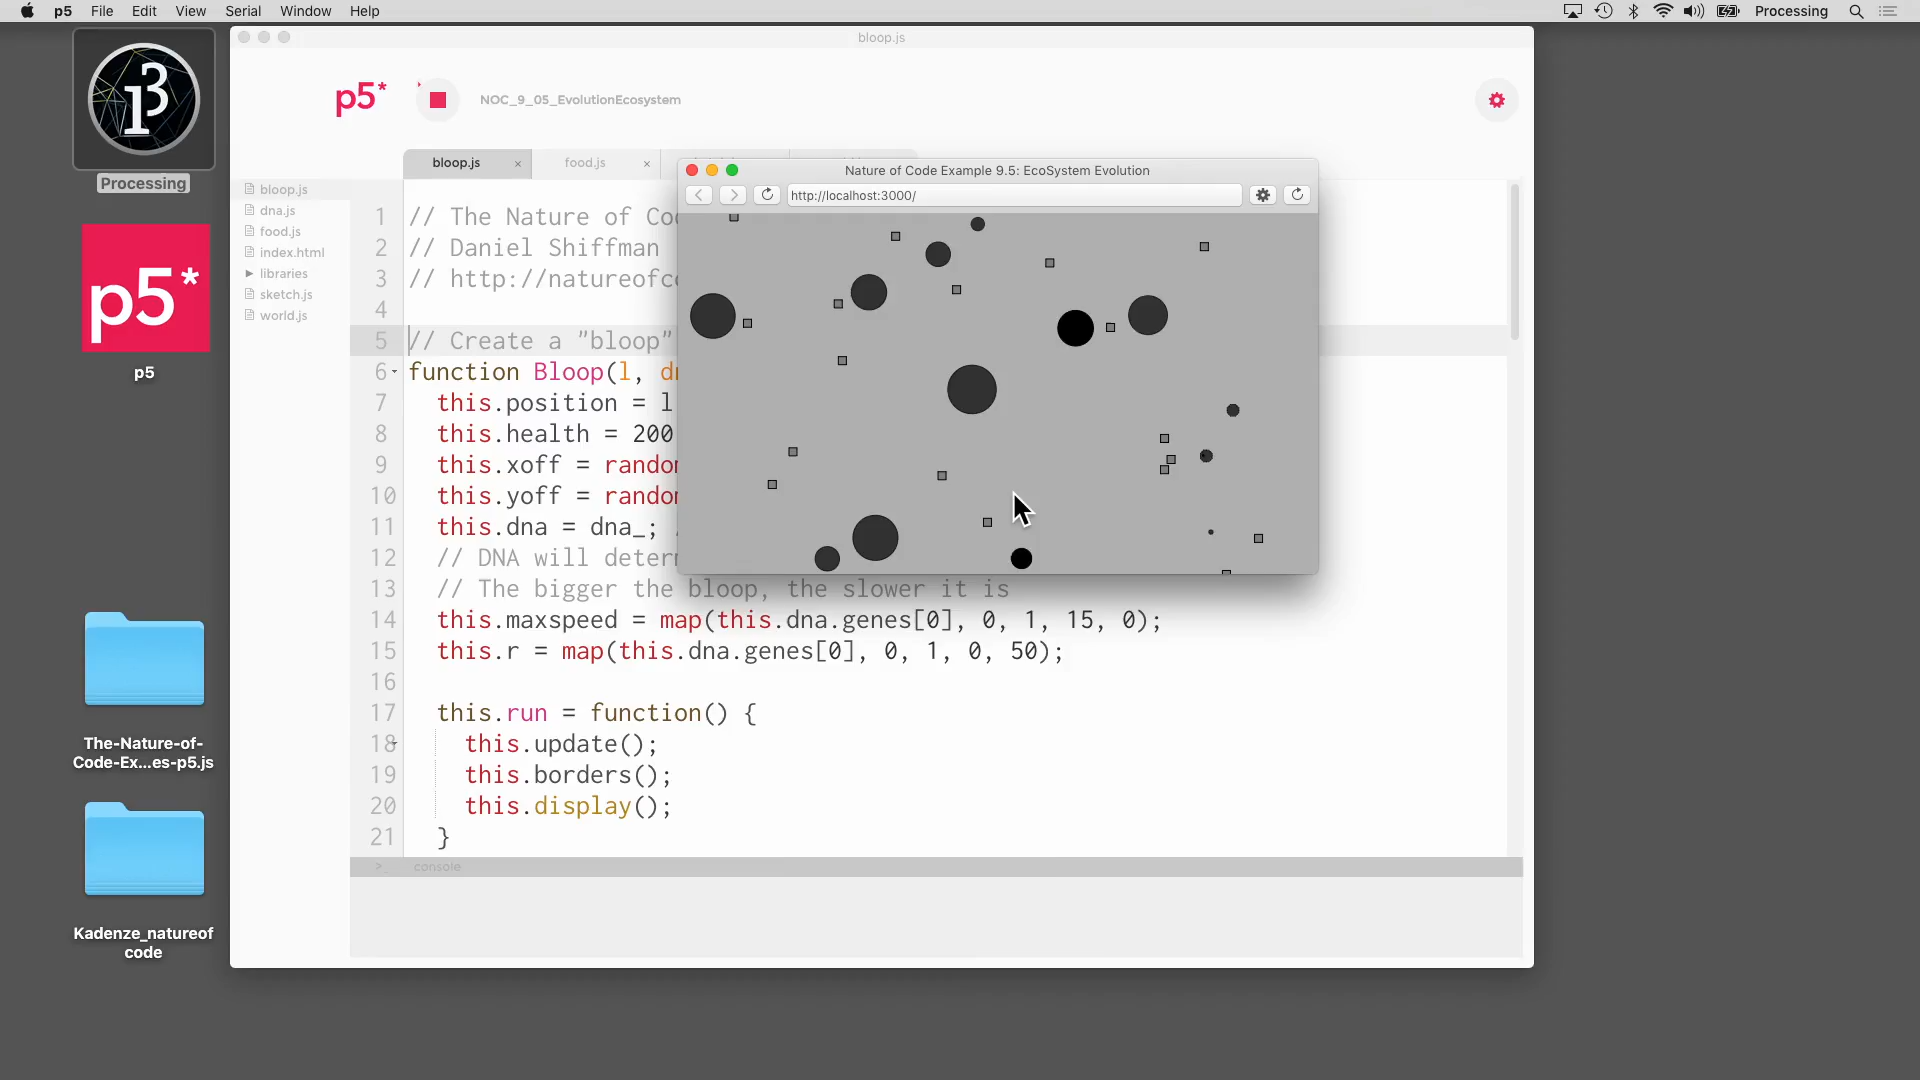 p5 File Edit View Serial Window Help Processing
bloop.js
p5* NOC_9_05_EvolutionEcosystem
Processing
p5*
p5
The-Nature-of-
Code-Ex...es-p5.js
Kadenze_natureof
code
bloop.js
dna.js
food.js
index.html
libraries
sketch.js
world.js
bloop.js × food.js ×
1 // The Nature of Co
2 // Daniel Shiffman
3 // http://natureofc
4
5 // Create a "bloop"
6 function Bloop(l, d
7 this.position = l
8 this.health = 200
9 this.xoff = rando
10 this.yoff = rando
11 this.dna = dna_;
12 // DNA will deter
13 // The bigger the bloop, the slower it is
14 this.maxspeed = map(this.dna.genes[0], 0, 1, 15, 0);
15 this.r = map(this.dna.genes[0], 0, 1, 0, 50);
16
17 this.run = function() {
18 this.update();
19 this.borders();
20 this.display();
21 }
>_ console
Nature of Code Example 9.5: EcoSystem Evolution
http://localhost:3000/